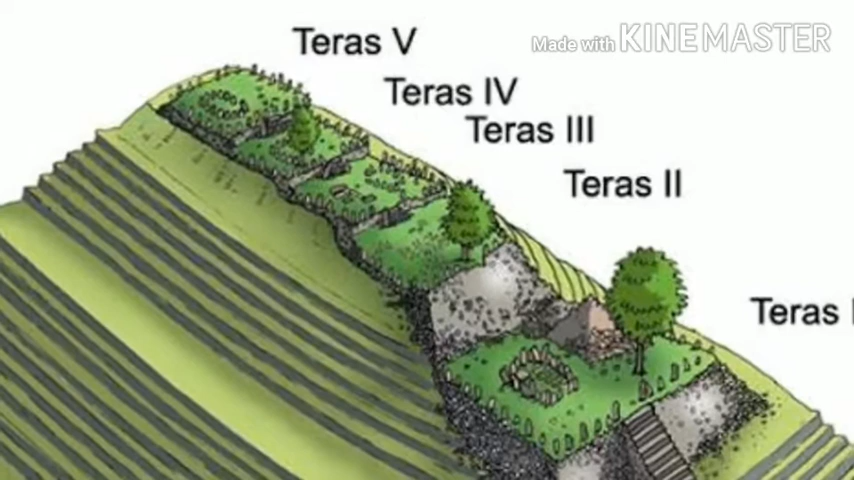 Teras V
Made with KINEMASTER
Teras IV
Teras III
Teras II
Teras I